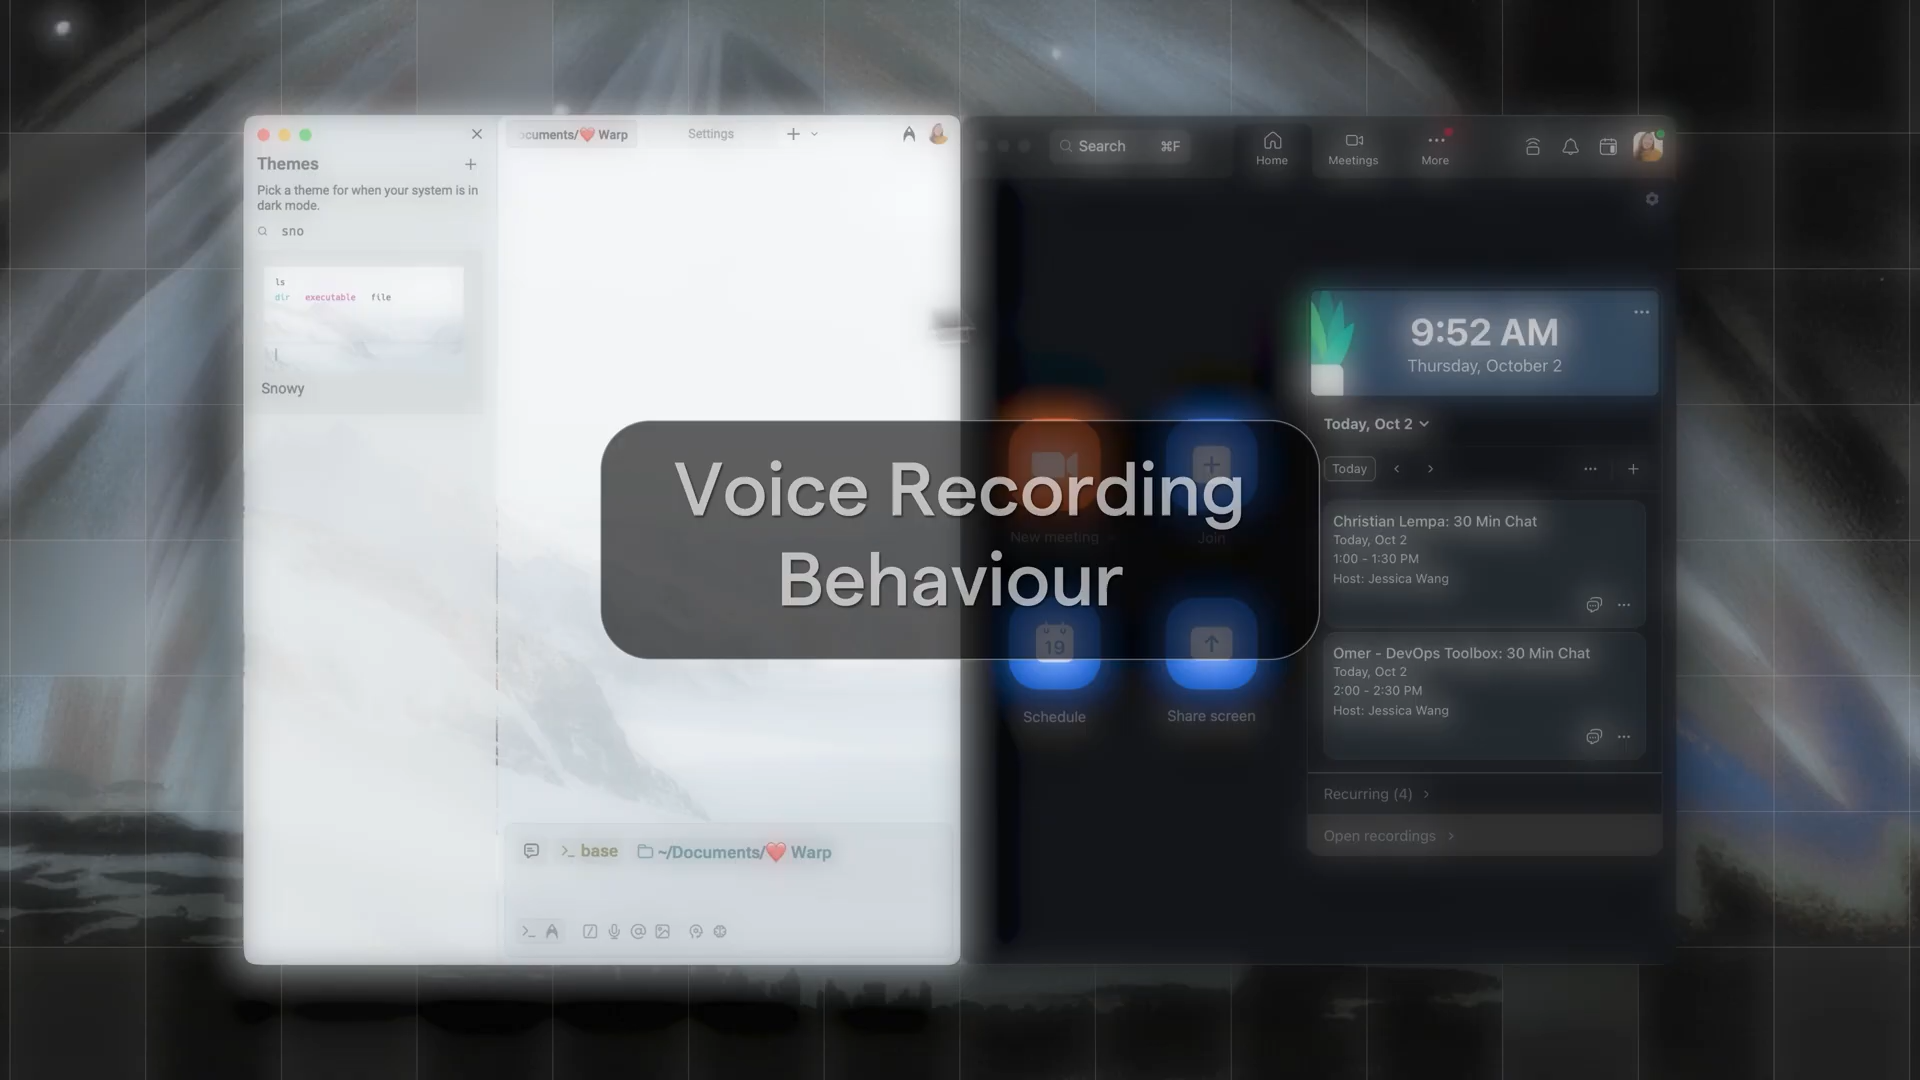 ocuments/❤️ Warp
Settings
Themes
Pick a theme for when your system is in
dark mode.
sno
ls
dir executable file
Snowy
base ~/Documents/❤️ Warp
Voice Recording
Behaviour
Search ⌘F
Home
Meetings
More
New meeting
Join
19
Schedule
Share screen
9:52 AM
Thursday, October 2
Today, Oct 2
Today
Christian Lempa: 30 Min Chat
Today, Oct 2
1:00 - 1:30 PM
Host: Jessica Wang
Omer - DevOps Toolbox: 30 Min Chat
Today, Oct 2
2:00 - 2:30 PM
Host: Jessica Wang
Recurring (4)
Open recordings